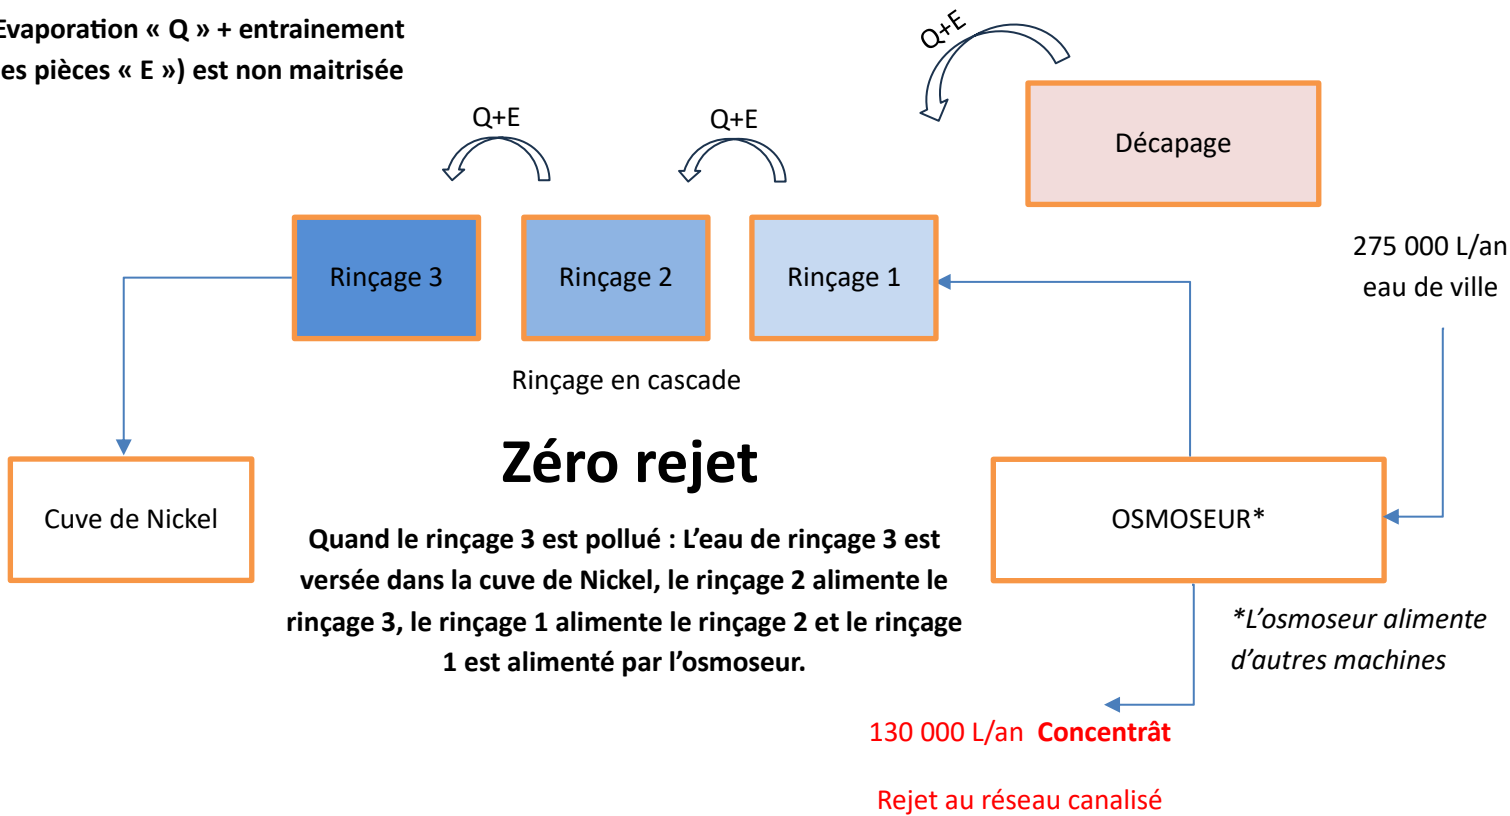 Evaporation « Q » + entrainement
es pièces « E ») est non maitrisée
Q+E
Q+E
Q+E
Décapage
275 000 L/an
eau de ville
Rinçage 3
Rinçage 2
Rinçage 1
Rinçage en cascade
Zéro rejet
Cuve de Nickel
OSMOSEUR*
Quand le rinçage 3 est pollué : L’eau de rinçage 3 est
versée dans la cuve de Nickel, le rinçage 2 alimente le
rinçage 3, le rinçage 1 alimente le rinçage 2 et le rinçage
1 est alimenté par l’osmoseur.
*L’osmoseur alimente
d’autres machines
130 000 L/an Concentrât
Rejet au réseau canalisé